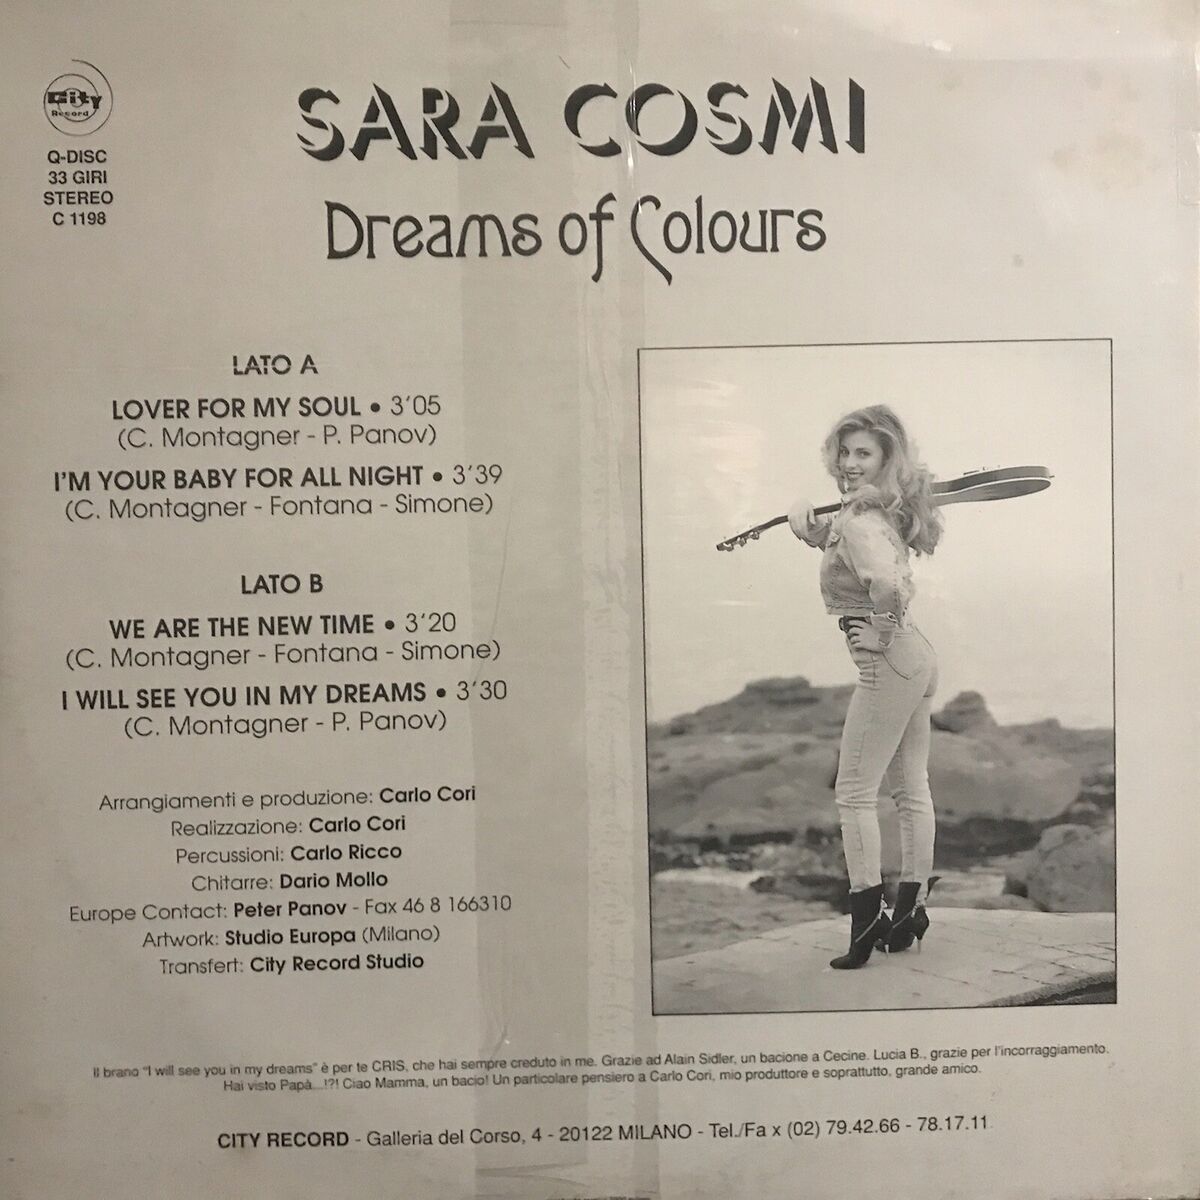 City
Record
Q-DISC
33 GIRI
STEREO
C 1198
SARA COSMI
Dreams of Colours
LATO A
LOVER FOR MY SOUL • 3'05
(C. Montagner - P. Panov)
I'M YOUR BABY FOR ALL NIGHT • 3'39
(C. Montagner - Fontana - Simone)
LATO B
WE ARE THE NEW TIME • 3'20
(C. Montagner - Fontana - Simone)
I WILL SEE YOU IN MY DREAMS • 3'30
(C. Montagner - P. Panov)
Arrangiamenti e produzione: Carlo Cori
Realizzazione: Carlo Cori
Percussioni: Carlo Ricco
Chitarre: Dario Mollo
Europe Contact: Peter Panov - Fax 46 8 166310
Artwork: Studio Europa (Milano)
Transfert: City Record Studio
Il brano "I will see you in my dreams" è per te CRIS, che hai sempre creduto in me. Grazie ad Alain Sidler, un bacione a Cecine. Lucia B., grazie per l'incorraggiamento.
Hai visto Papà...!?! Ciao Mamma, un bacio! Un particolare pensiero a Carlo Cori, mio produttore e soprattutto, grande amico.
CITY RECORD - Galleria del Corso, 4 - 20122 MILANO - Tel./Fa x (02) 79.42.66 - 78.17.11